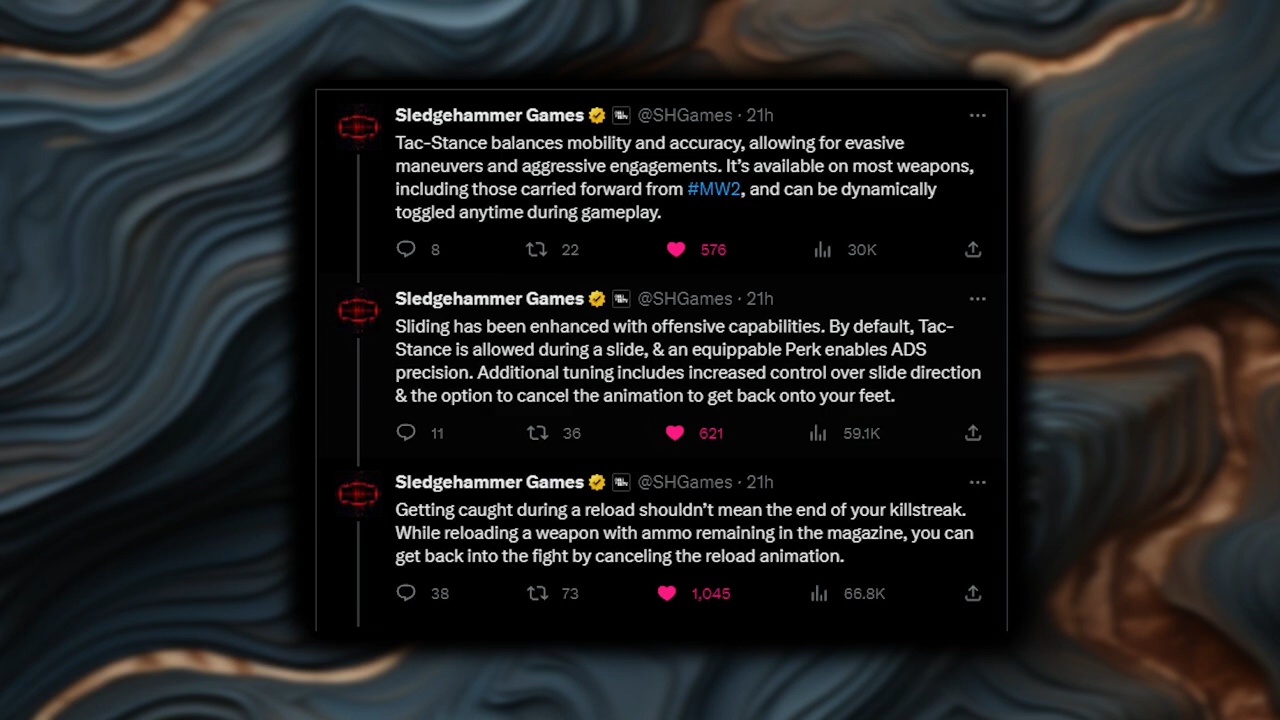 Sledgehammer Games @SHGames · 21h
Tac-Stance balances mobility and accuracy, allowing for evasive
maneuvers and aggressive engagements. It’s available on most weapons,
including those carried forward from #MW2, and can be dynamically
toggled anytime during gameplay.
8 22 576 30K
Sledgehammer Games @SHGames · 21h
Sliding has been enhanced with offensive capabilities. By default, Tac-
Stance is allowed during a slide, & an equippable Perk enables ADS
precision. Additional tuning includes increased control over slide direction
& the option to cancel the animation to get back onto your feet.
11 36 621 59.1K
Sledgehammer Games @SHGames · 21h
Getting caught during a reload shouldn’t mean the end of your killstreak.
While reloading a weapon with ammo remaining in the magazine, you can
get back into the fight by canceling the reload animation.
38 73 1,045 66.8K